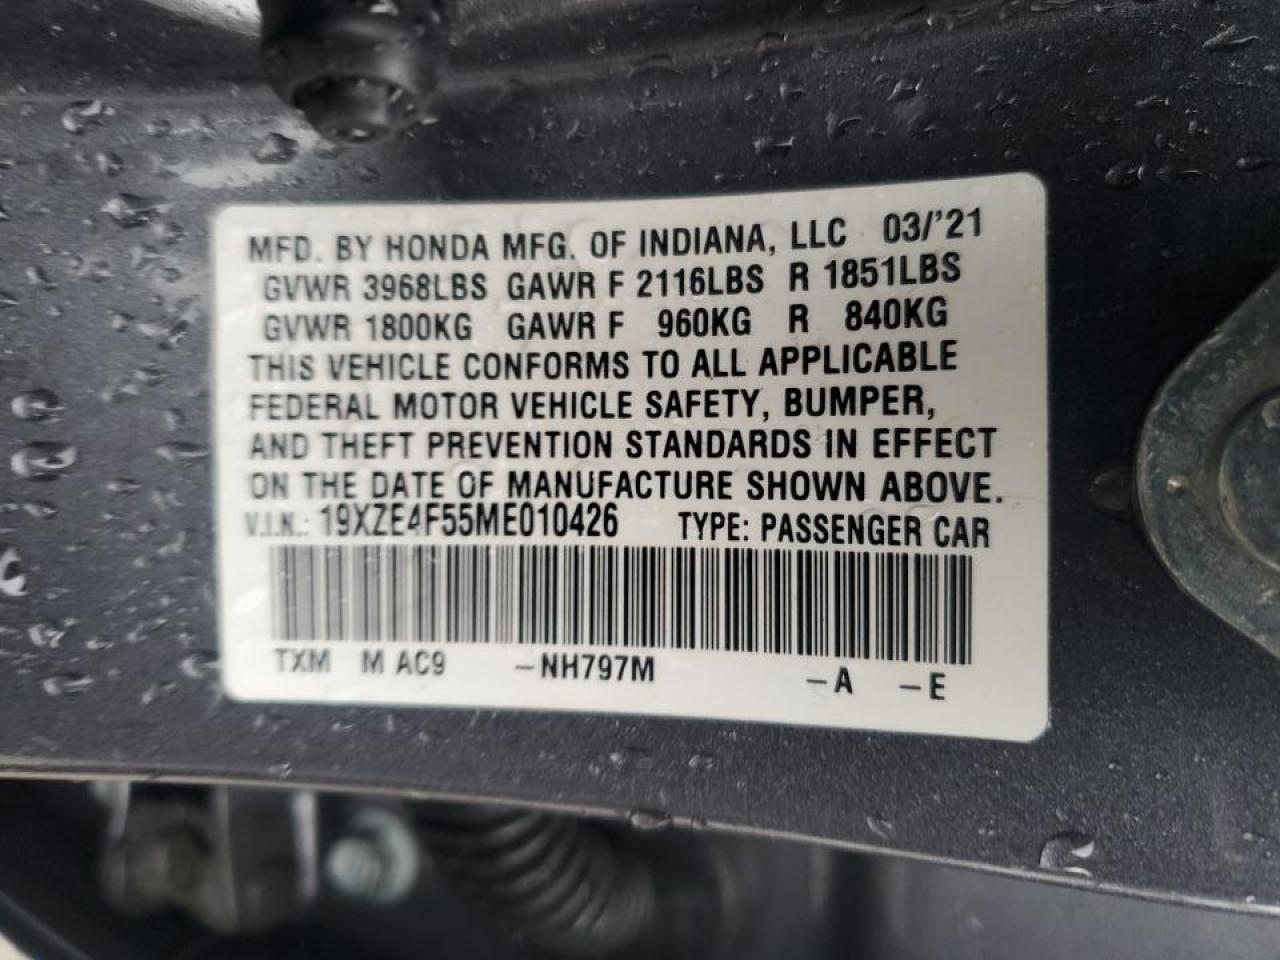 MFD. BY HONDA MFG. OF INDIANA, LLC 03/'21
GVWR 3968LBS GAWR F 2116LBS R 1851LBS
GVWR 1800KG GAWR F 960KG R 840KG
THIS VEHICLE CONFORMS TO ALL APPLICABLE
FEDERAL MOTOR VEHICLE SAFETY, BUMPER,
AND THEFT PREVENTION STANDARDS IN EFFECT
ON THE DATE OF MANUFACTURE SHOWN ABOVE.
V.I.N.: 19XZE4F55ME010426 TYPE: PASSENGER CAR
TXM M AC9 -NH797M -A -E